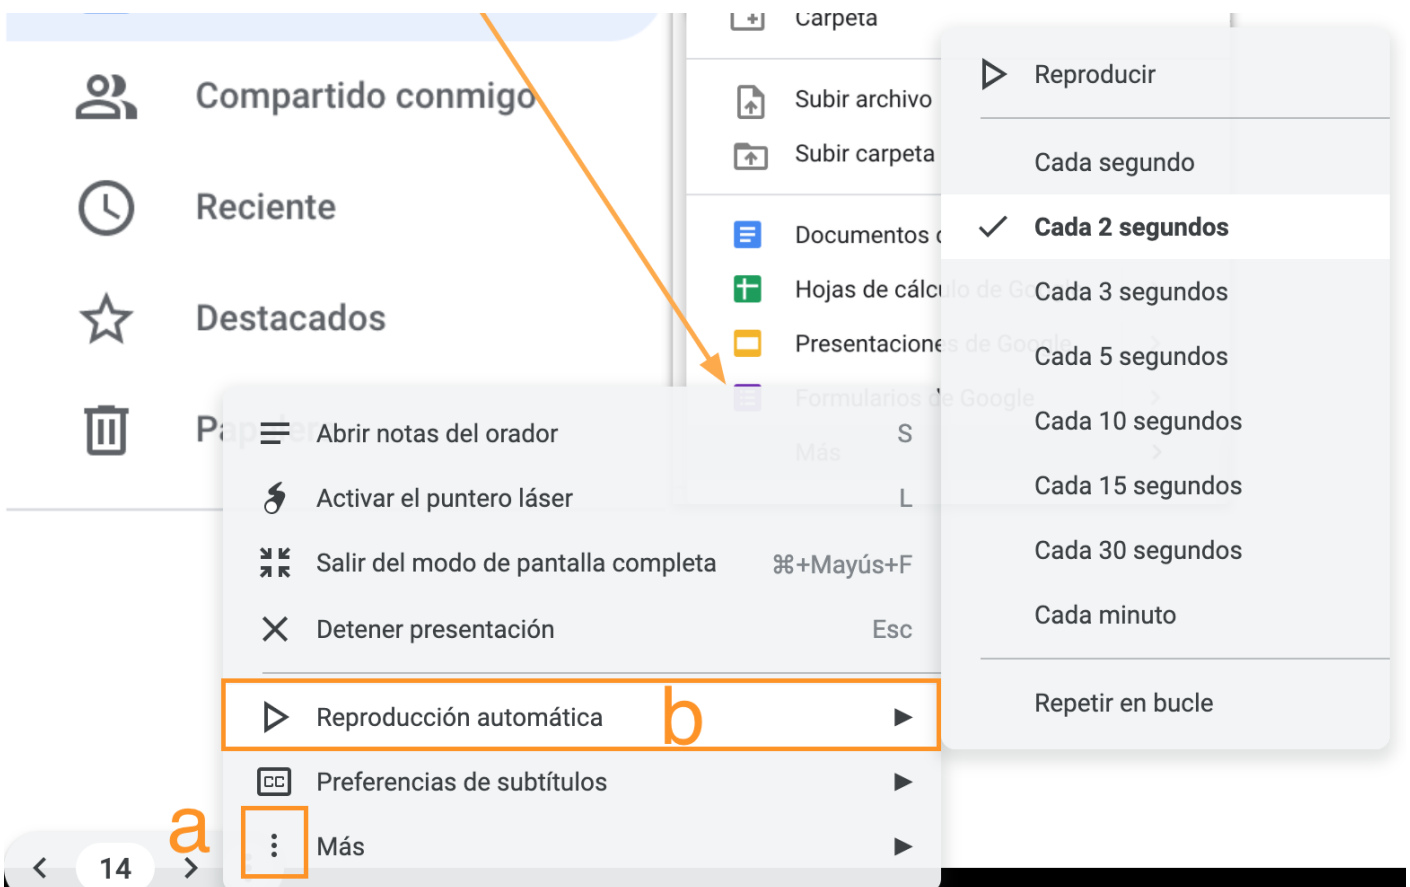 Compartido conmigo
Reciente
Destacados
Papelera
Carpeta
Subir archivo
Subir carpeta
Documentos
Hojas de cálculo de Google
Presentaciones de Google
Formularios de Google
Más
Abrir notas del orador S
Activar el puntero láser L
Salir del modo de pantalla completa ⌘+Mayús+F
Detener presentación Esc
Reproducción automática b
CC Preferencias de subtítulos
a
Más
14
Reproducir
Cada segundo
Cada 2 segundos
Cada 3 segundos
Cada 5 segundos
Cada 10 segundos
Cada 15 segundos
Cada 30 segundos
Cada minuto
Repetir en bucle